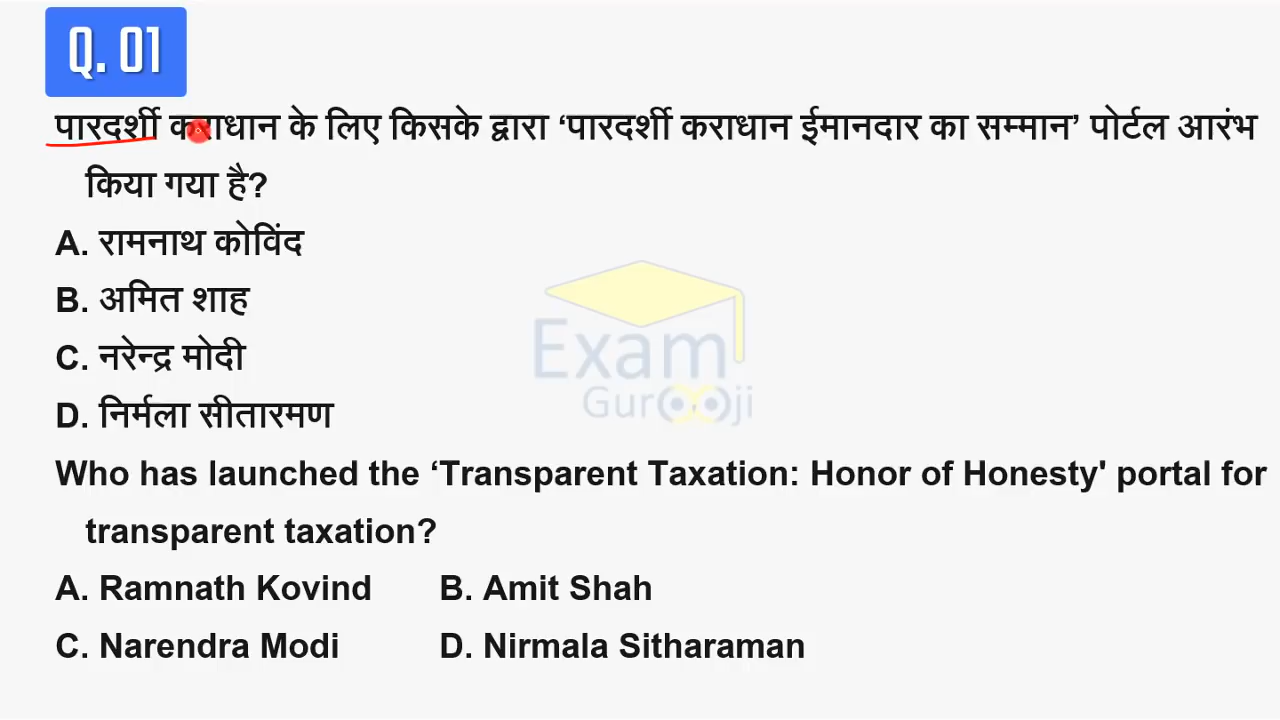 Q. 01
पारदर्शी कराधान के लिए किसके द्वारा ‘पारदर्शी कराधान ईमानदार का सम्मान’ पोर्टल आरंभ
किया गया है?
A. रामनाथ कोविंद
B. अमित शाह
C. नरेन्द्र मोदी
D. निर्मला सीतारमण
Exam
Gurooji
Who has launched the ‘Transparent Taxation: Honor of Honesty' portal for
transparent taxation?
A. Ramnath Kovind B. Amit Shah
C. Narendra Modi D. Nirmala Sitharaman